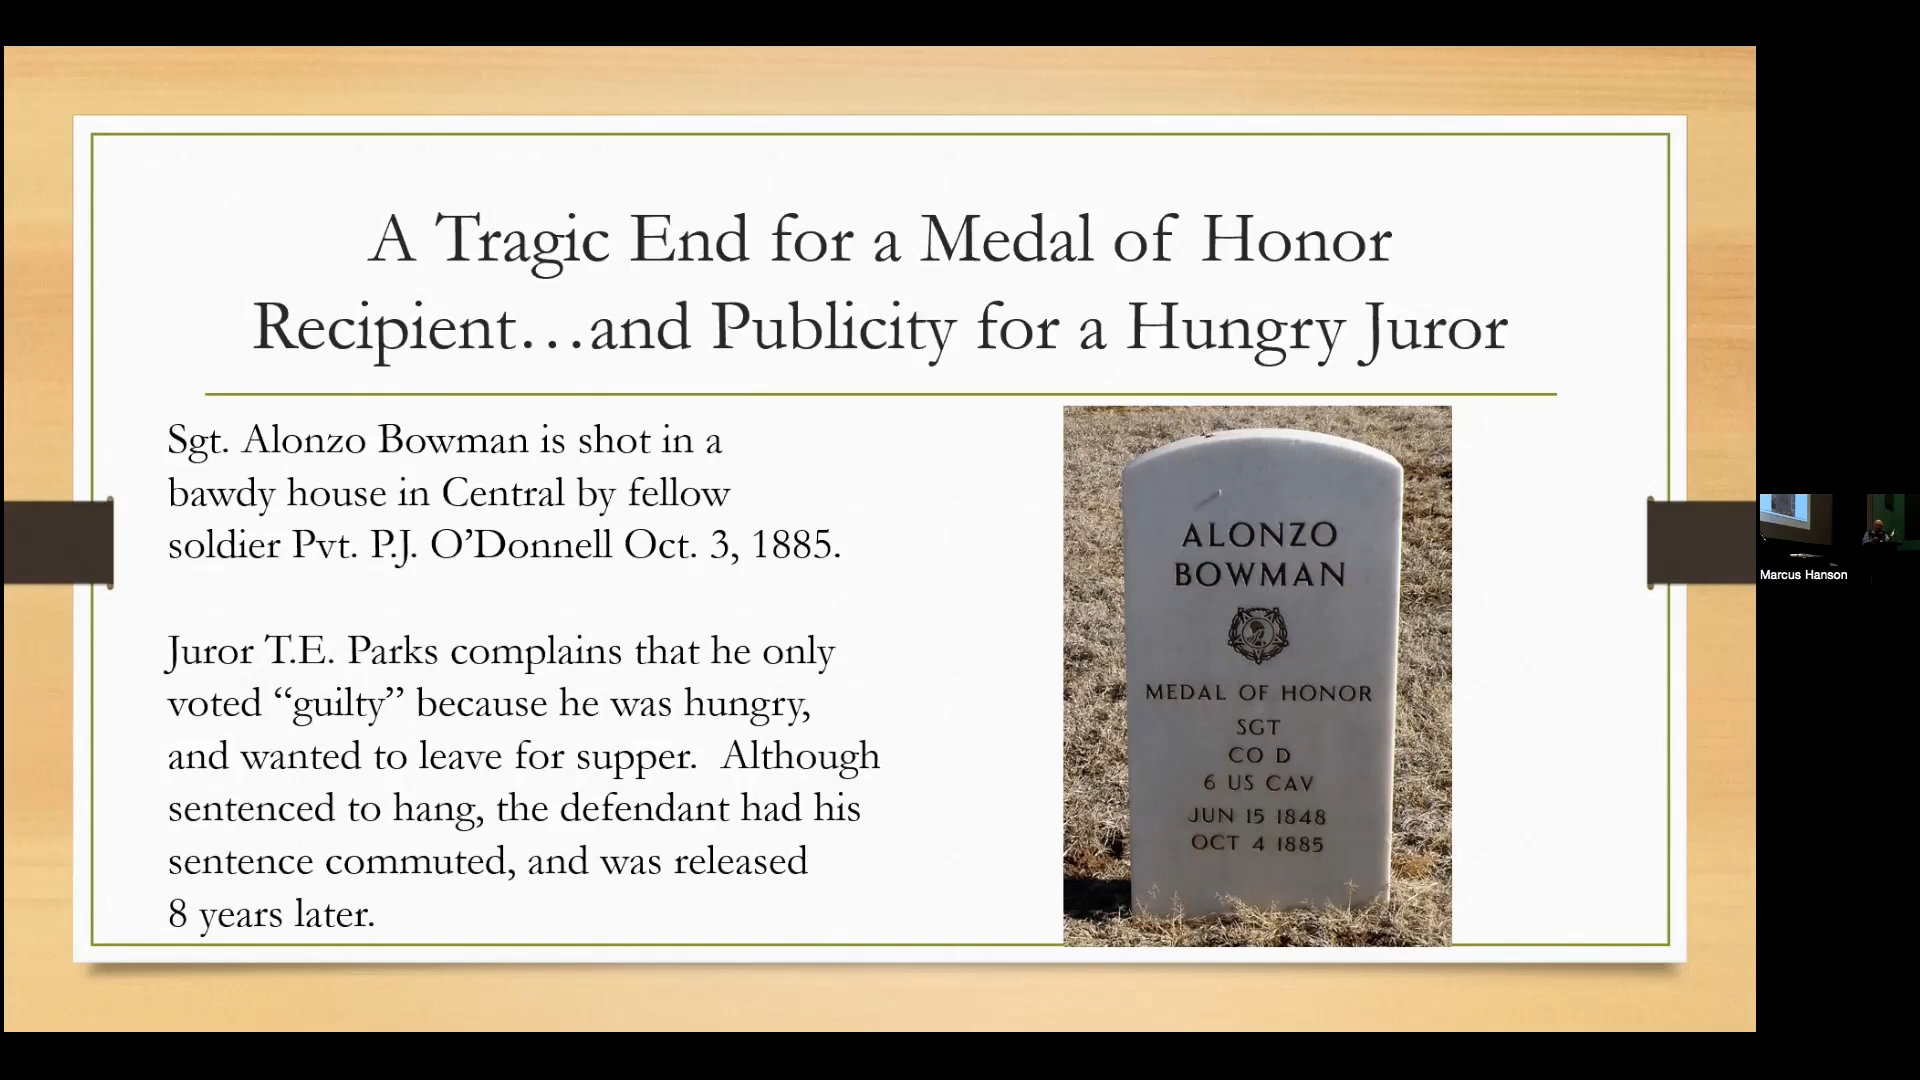 A Tragic End for a Medal of Honor
Recipient…and Publicity for a Hungry Juror
Sgt. Alonzo Bowman is shot in a
bawdy house in Central by fellow
soldier Pvt. P.J. O’Donnell Oct. 3, 1885.
Juror T.E. Parks complains that he only
voted “guilty” because he was hungry,
and wanted to leave for supper.  Although
sentenced to hang, the defendant had his
sentence commuted, and was released
8 years later.
ALONZO
BOWMAN
MEDAL OF HONOR
SGT
CO D
6 US CAV
JUN 15 1848
OCT 4 1885
Marcus Hanson